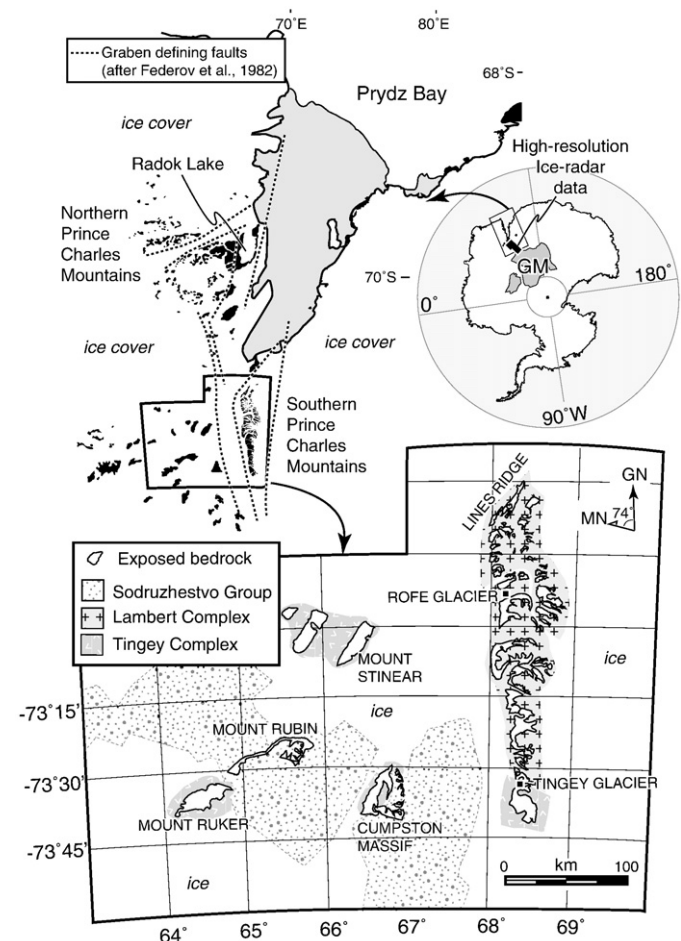 70˚E
80˚E
Graben defining faults
(after Federov et al., 1982)
Prydz Bay
68˚S
ice cover
Radok Lake
High-resolution
Ice-radar
data
Northern
Prince
Charles
Mountains
GM
180˚
70˚S
0˚
ice cover
ice cover
90˚W
Southern
Prince
Charles
Mountains
GN
MN 74˚
LINES RIDGE
Exposed bedrock
Sodruzhestvo Group
Lambert Complex
Tingey Complex
ROFE GLACIER
MOUNT
STINEAR
ice
-73˚15'
ice
MOUNT RUBIN
-73˚30'
TINGEY GLACIER
MOUNT RUKER
CUMPSTON
MASSIF
-73˚45'
0 km 100
ice
64˚ 65˚ 66˚ 67˚ 68˚ 69˚